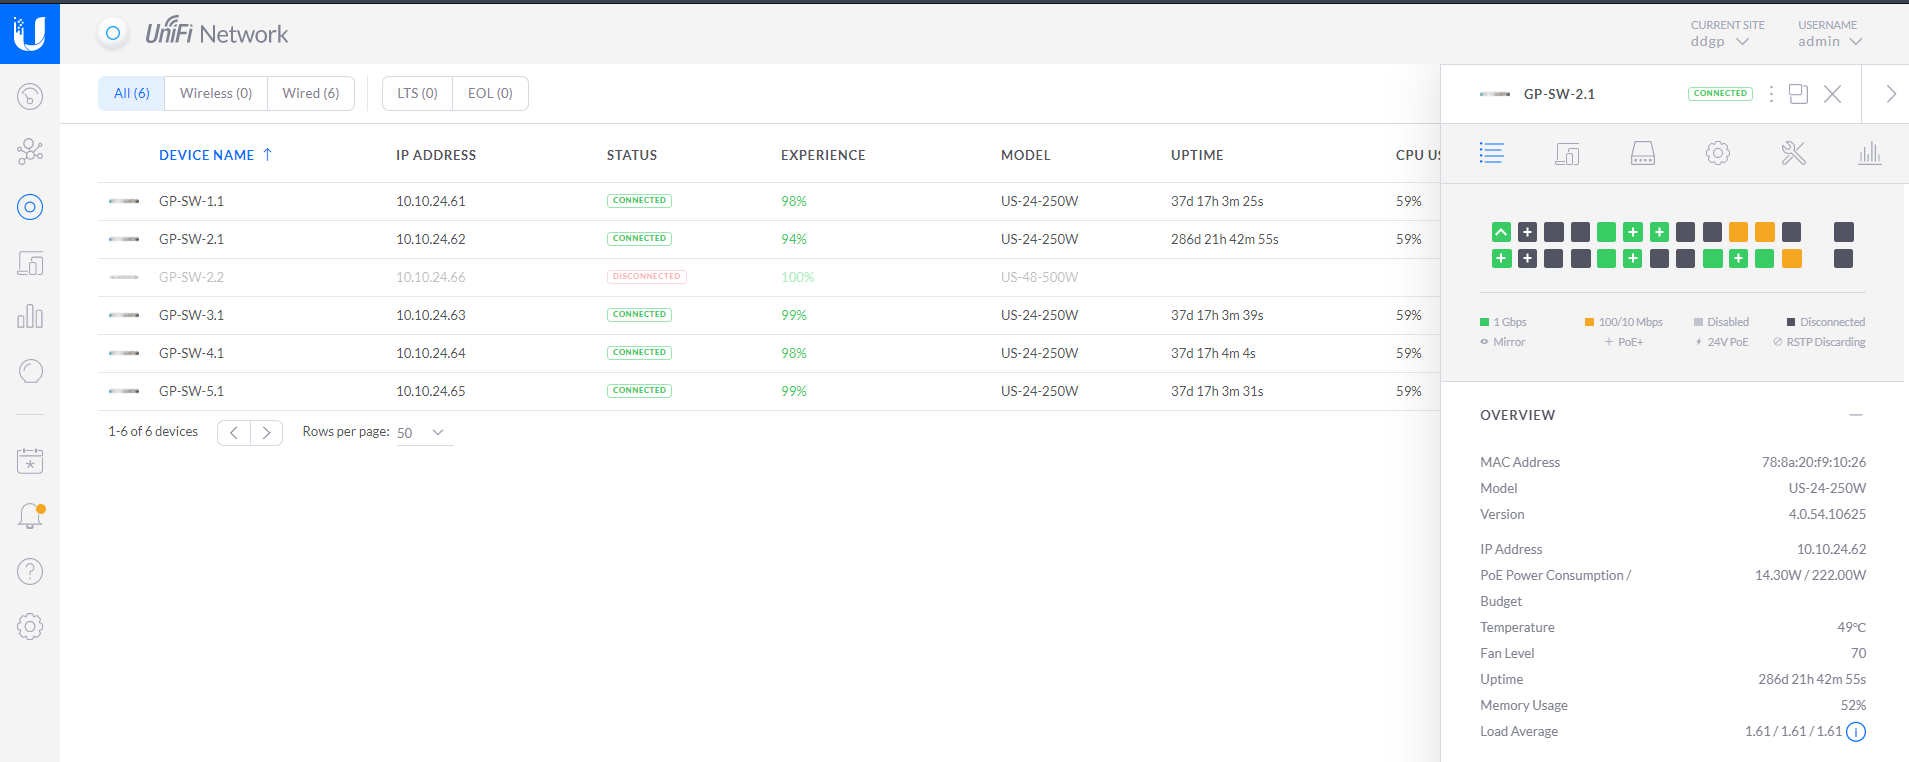 UniFi Network
CURRENT SITE
ddgp
USERNAME
admin
All (6)
Wireless (0)
Wired (6)
LTS (0)
EOL (0)
DEVICE NAME IP ADDRESS STATUS EXPERIENCE MODEL UPTIME CPU US
GP-SW-1.1 10.10.24.61 CONNECTED 98% US-24-250W 37d 17h 3m 25s 59%
GP-SW-2.1 10.10.24.62 CONNECTED 94% US-24-250W 286d 21h 42m 55s 59%
GP-SW-2.2 10.10.24.66 DISCONNECTED 100% US-48-500W
GP-SW-3.1 10.10.24.63 CONNECTED 99% US-24-250W 37d 17h 3m 39s 59%
GP-SW-4.1 10.10.24.64 CONNECTED 98% US-24-250W 37d 17h 4m 4s 59%
GP-SW-5.1 10.10.24.65 CONNECTED 99% US-24-250W 37d 17h 3m 31s 59%
1-6 of 6 devices Rows per page: 50
GP-SW-2.1 CONNECTED
1 Gbps 100/10 Mbps Disabled Disconnected
Mirror PoE+ 24V PoE RSTP Discarding
OVERVIEW
MAC Address 78:8a:20:f9:10:26
Model US-24-250W
Version 4.0.54.10625
IP Address 10.10.24.62
PoE Power Consumption / 14.30W / 222.00W
Budget
Temperature 49°C
Fan Level 70
Uptime 286d 21h 42m 55s
Memory Usage 52%
Load Average 1.61 / 1.61 / 1.61